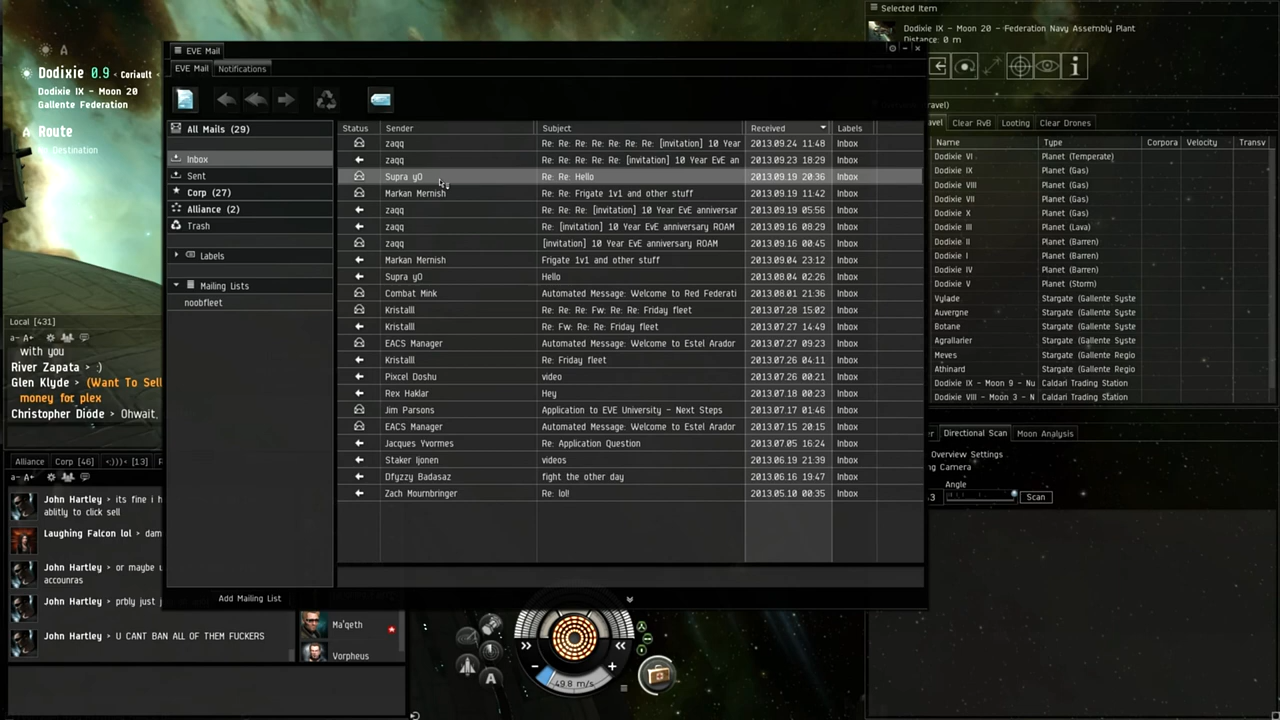 EVE Mail
EVE Mail Notifications
Dodixie 0.9 < Coriault <
Dodixie IX - Moon 20
Gallente Federation
Route
Destination
All Mails (29)
Inbox
Sent
Corp (27)
Alliance (2)
Trash
Labels
Mailing Lists
noobfleet
Add Mailing List
Status Sender Subject Received Labels
zaqq Re: Re: Re: Re: Re: Re: [invitation] 10 Year 2013.09.24 11:48 Inbox
zaqq Re: Re: Re: Re: [invitation] 10 Year EvE an 2013.09.23 18:29 Inbox
Supra yO Re: Re: Hello 2013.09.19 20:36 Inbox
Markan Mernish Re: Re: Frigate 1v1 and other stuff 2013.09.19 11:42 Inbox
zaqq Re: Re: Re: [invitation] 10 Year EvE anniversar 2013.09.19 05:56 Inbox
zaqq Re: [invitation] 10 Year EvE anniversary ROAM 2013.09.16 08:29 Inbox
zaqq [invitation] 10 Year EvE anniversary ROAM 2013.09.16 00:45 Inbox
Markan Mernish Frigate 1v1 and other stuff 2013.09.04 23:12 Inbox
Supra yO Hello 2013.08.04 02:26 Inbox
Combat Mink Automated Message: Welcome to Red Federati 2013.08.01 21:36 Inbox
Kristalll Re: Re: Re: Fw: Re: Re: Friday fleet 2013.07.28 15:02 Inbox
Kristalll Re: Fw: Re: Re: Friday fleet 2013.07.27 14:49 Inbox
EACS Manager Automated Message: Welcome to Estel Arador 2013.07.27 09:23 Inbox
Kristalll Re: Friday fleet 2013.07.26 04:11 Inbox
Pixcel Doshu video 2013.07.26 00:21 Inbox
Rex Haklar Hey 2013.07.18 00:23 Inbox
Jim Parsons Application to EVE University - Next Steps 2013.07.17 01:46 Inbox
EACS Manager Automated Message: Welcome to Estel Arador 2013.07.15 20:15 Inbox
Jacques Yvormes Re: Application Question 2013.07.05 16:24 Inbox
Staker Ijonen videos 2013.06.19 21:39 Inbox
Dfyzzy Badasaz fight the other day 2013.06.16 19:47 Inbox
Zach Mournbringer Re: lol! 2013.05.10 00:35 Inbox
Local [431]
a- A+
with you
River Zapata > :)
Glen Klyde > (Want To Sell
money for plex
Christopher Diode > Ohwait,
Alliance Corp [46] <·)))< [13]
a- A+
John Hartley > its fine i h
ablitly to click sell
Laughing Falcon lol > dam
John Hartley > or maybe u
accounras
John Hartley > prbly just
John Hartley > U CANT BAN ALL OF THEM FUCKERS
Ma'qeth
Vorpheus
A
49.8 m/s
Selected Item
Dodixie IX - Moon 20 - Federation Navy Assembly Plant
Distance: 0 m
Clear RvB Looting Clear Drones
Name Type Corpora Velocity Transv
Dodixie VI Planet (Temperate)
Dodixie IX Planet (Gas)
Dodixie VIII Planet (Gas)
Dodixie VII Planet (Gas)
Dodixie X Planet (Gas)
Dodixie III Planet (Lava)
Dodixie II Planet (Barren)
Dodixie I Planet (Barren)
Dodixie IV Planet (Barren)
Dodixie V Planet (Storm)
Vylade Stargate (Gallente Syste
Auvergne Stargate (Gallente Syste
Botane Stargate (Gallente Syste
Agrallarier Stargate (Gallente Syste
Meves Stargate (Gallente Regio
Athinard Stargate (Gallente Regio
Dodixie IX - Moon 9 - Nu Caldari Trading Station
Dodixie VIII - Moon 3 - N Caldari Trading Station
Directional Scan Moon Analysis
Overview Settings
ng Camera
Angle
Scan